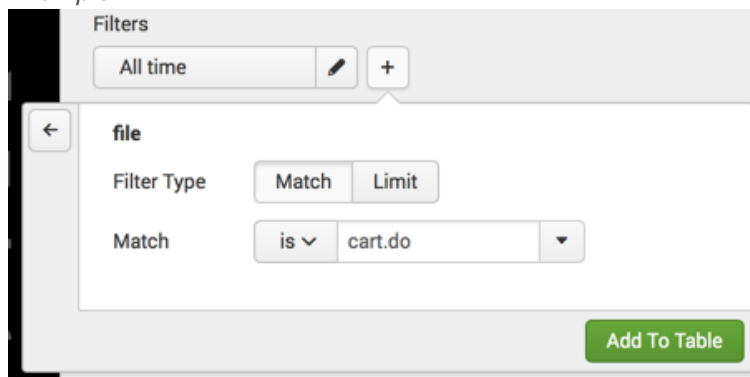 Filters
All time
+
file
Filter Type Match Limit
Match is cart.do
Add To Table